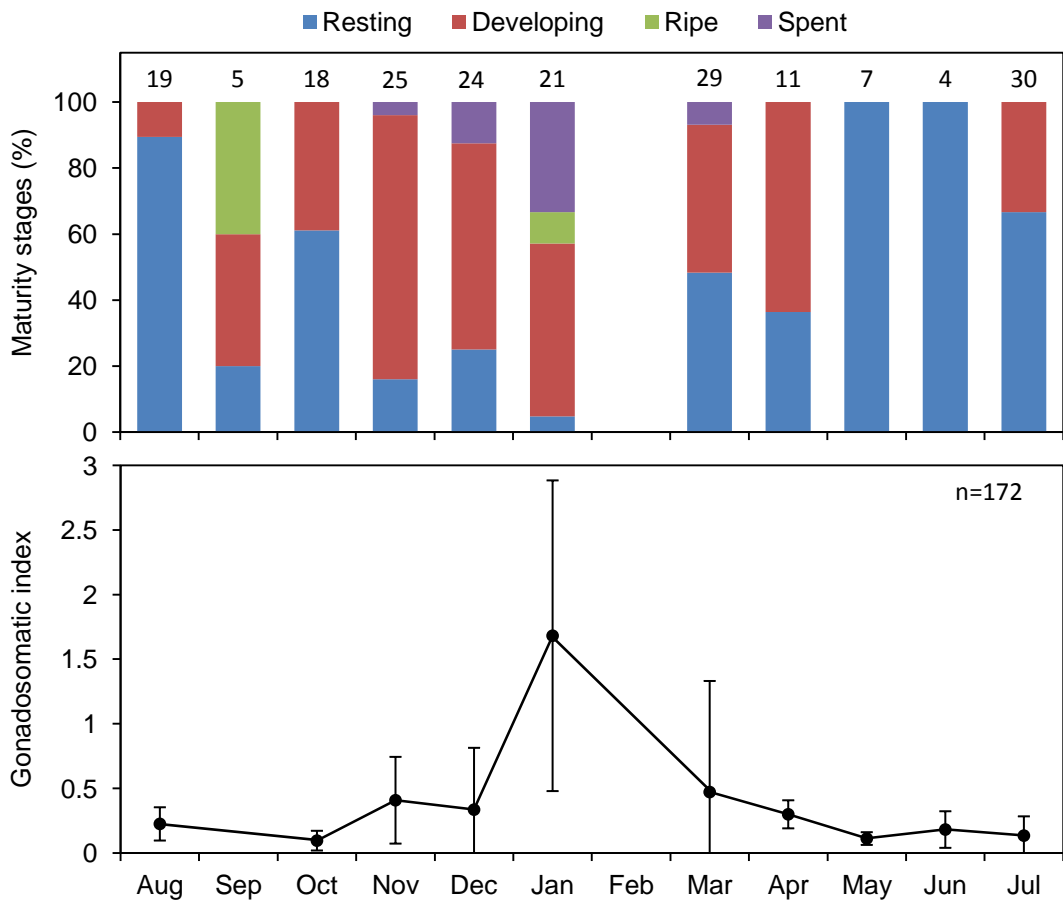 Resting Developing Ripe Spent
Maturity stages (%)
100
80
60
40
20
0
19 5 18 25 24 21 29 11 7 4 30
Gonadosomatic index
3
2.5
2
1.5
1
0.5
0
n=172
Aug Sep Oct Nov Dec Jan Feb Mar Apr May Jun Jul